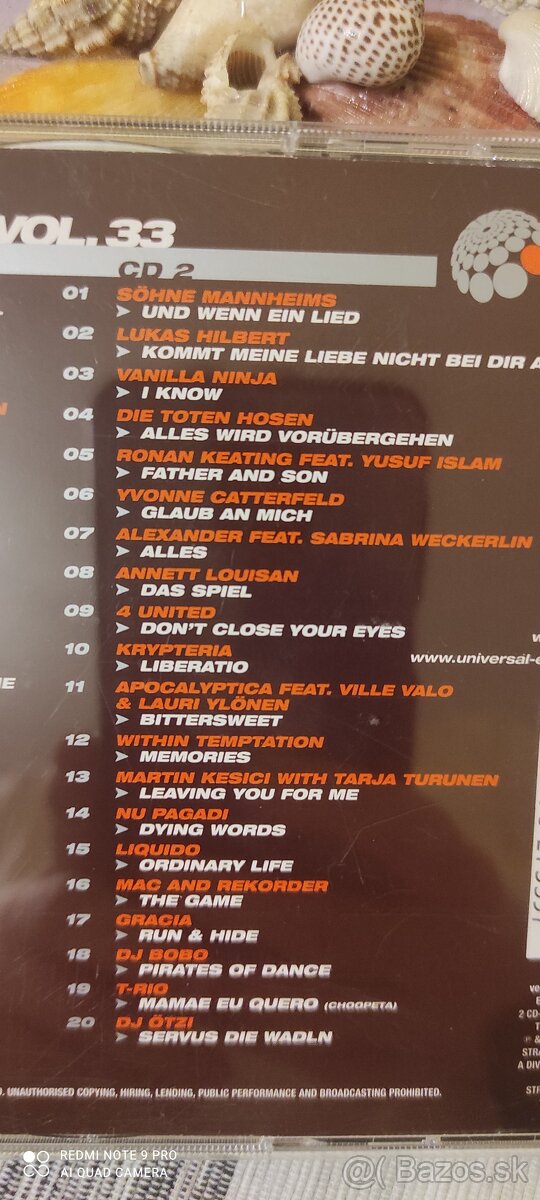 VOL. 33
CD 2
01 SÖHNE MANNHEIMS
➤ UND WENN EIN LIED
02 LUKAS HILBERT
➤ KOMMT MEINE LIEBE NICHT BEI DIR A
03 VANILLA NINJA
➤ I KNOW
04 DIE TOTEN HOSEN
➤ ALLES WIRD VORÜBERGEHEN
05 RONAN KEATING FEAT. YUSUF ISLAM
➤ FATHER AND SON
06 YVONNE CATTERFELD
➤ GLAUB AN MICH
07 ALEXANDER FEAT. SABRINA WECKERLIN
➤ ALLES
08 ANNETT LOUISAN
➤ DAS SPIEL
09 4 UNITED
➤ DON'T CLOSE YOUR EYES
10 KRYPTERIA
➤ LIBERATIO
www.universal-e
11 APOCALYPTICA FEAT. VILLE VALO
& LAURI YLÖNEN
➤ BITTERSWEET
12 WITHIN TEMPTATION
➤ MEMORIES
13 MARTIN KESICI WITH TARJA TURUNEN
➤ LEAVING YOU FOR ME
14 NU PAGADI
➤ DYING WORDS
15 LIQUIDO
➤ ORDINARY LIFE
16 MAC AND REKORDER
➤ THE GAME
17 GRACIA
➤ RUN & HIDE
18 DJ BOBO
➤ PIRATES OF DANCE
19 T-RIO
➤ MAMAE EU QUERO (CHOOPETA)
20 DJ ÖTZI
➤ SERVUS DIE WADLN
2 CD-
STRA
A DIV
STR
UNAUTHORISED COPYING, HIRING, LENDING, PUBLIC PERFORMANCE AND BROADCASTING PROHIBITED.
REDMI NOTE 9 PRO
AI QUAD CAMERA
Bazos.sk